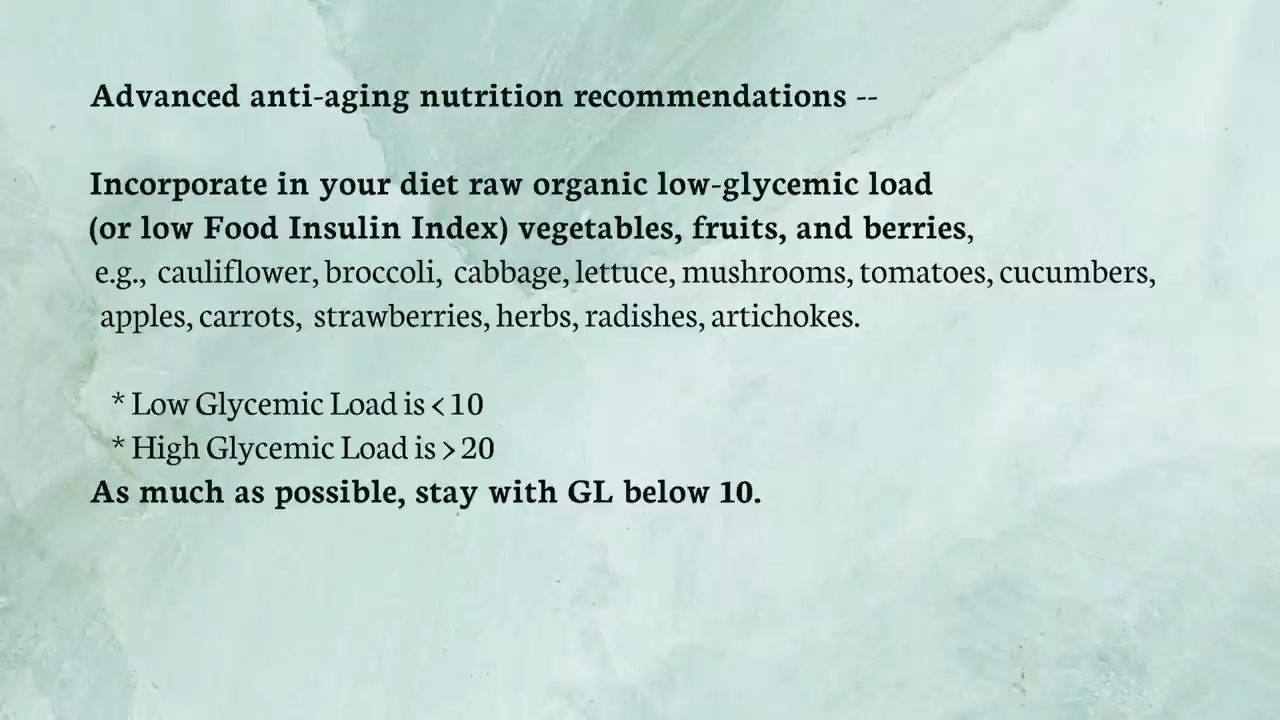 Advanced anti-aging nutrition recommendations --
Incorporate in your diet raw organic low-glycemic load
(or low Food Insulin Index) vegetables, fruits, and berries,
e.g., cauliflower, broccoli, cabbage, lettuce, mushrooms, tomatoes, cucumbers,
apples, carrots, strawberries, herbs, radishes, artichokes.
* Low Glycemic Load is < 10
* High Glycemic Load is > 20
As much as possible, stay with GL below 10.